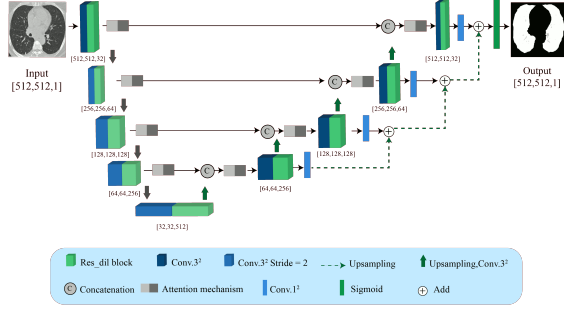 [512,512,32]
[512,512,32]
Input
[512,512,1]
Output
[512,512,1]
C
C
C
C
[256,256,64]
[256,256,64]
[128,128,128]
[128,128,128]
[64,64,256]
[64,64,256]
[32,32,512]
Res_dil block
Conv.3²
Conv.3² Stride = 2
Upsampling
Upsampling,Conv.3²
C Concatenation
Attention mechanism
Conv.1²
Sigmoid
Add